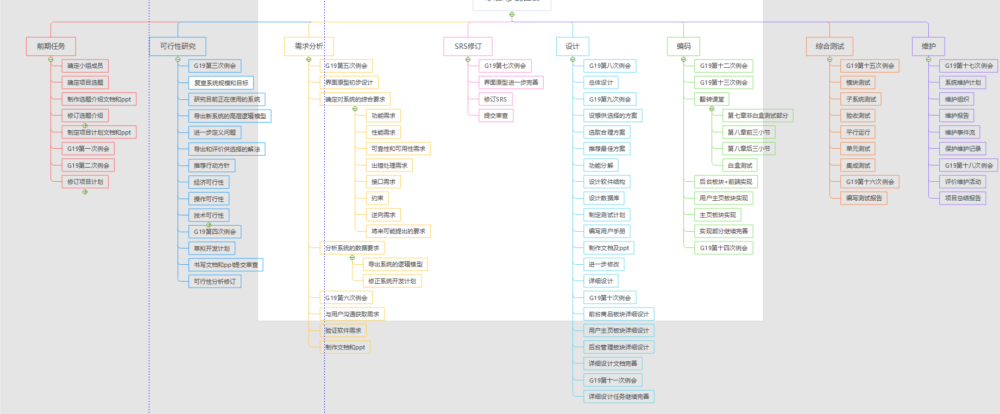 前期任务
确定小组成员
确定项目选题
制作选题介绍文档和ppt
修订选题介绍
制定项目计划文档和ppt
G19第一次例会
G19第二次例会
修订项目计划
可行性研究
G19第三次例会
复查系统规模和目标
研究目前正在使用的系统
导出新系统的高层逻辑模型
进一步定义问题
导出和评价供选择的解法
推荐行动方针
经济可行性
操作可行性
技术可行性
G19第四次例会
草拟开发计划
书写文档和ppt提交审查
可行性分析修订
需求分析
G19第五次例会
界面原型初步设计
确定对系统的综合要求
功能需求
性能需求
可靠性和可用性需求
出错处理需求
接口需求
约束
逆向需求
将来可能提出的要求
分析系统的数据要求
导出系统的逻辑模型
修正系统开发计划
G19第六次例会
与用户沟通获取需求
验证软件需求
制作文档和ppt
SRS修订
G19第七次例会
界面原型进一步完善
修订SRS
提交审查
设计
G19第八次例会
总体设计
G19第九次例会
设想供选择的方案
选取合理方案
推荐最佳方案
功能分解
设计软件结构
设计数据库
制定测试计划
编写用户手册
制作文档及ppt
进一步修改
详细设计
G19第十次例会
前台商品板块详细设计
用户主页板块详细设计
后台管理板块详细设计
详细设计文档完善
G19第十一次例会
详细设计任务继续完善
编码
G19第十二次例会
G19第十三次例会
翻转课堂
第七章非白盒测试部分
第八章前三小节
第八章后三小节
白盒测试
后台板块+前端实现
用户主页板块实现
主页板块实现
实现部分继续完善
G19第十四次例会
综合测试
G19第十五次例会
模块测试
子系统测试
验收测试
平行运行
单元测试
集成测试
G19第十六次例会
编写测试报告
维护
G19第十七次例会
系统维护计划
维护组织
维护报告
维护事件流
保护维护记录
G19第十八次例会
评价维护活动
项目总结报告